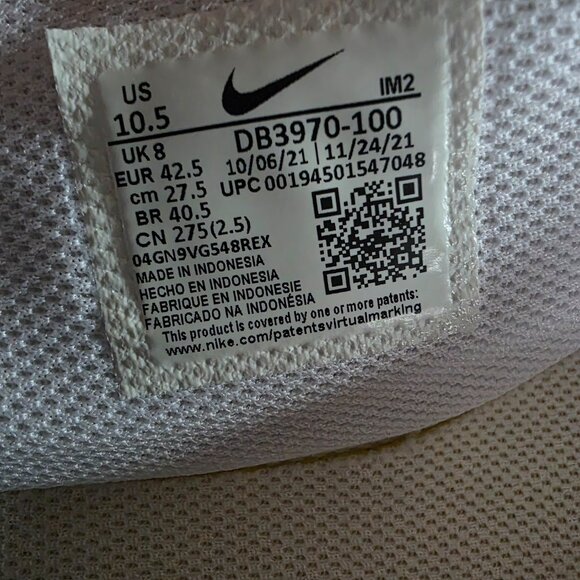 US IM2
10.5 DB3970-100
UK 8 10/06/21 | 11/24/21
EUR 42.5 UPC 00194501547048
cm 27.5
BR 40.5
CN 275(2.5)
04GN9VG548REX
MADE IN INDONESIA
HECHO EN INDONESIA
FABRIQUE EN INDONESIE
FABRICADO NA INDONÉSIA
This product is covered by one or more patents:
www.nike.com/patentsvirtualmarking